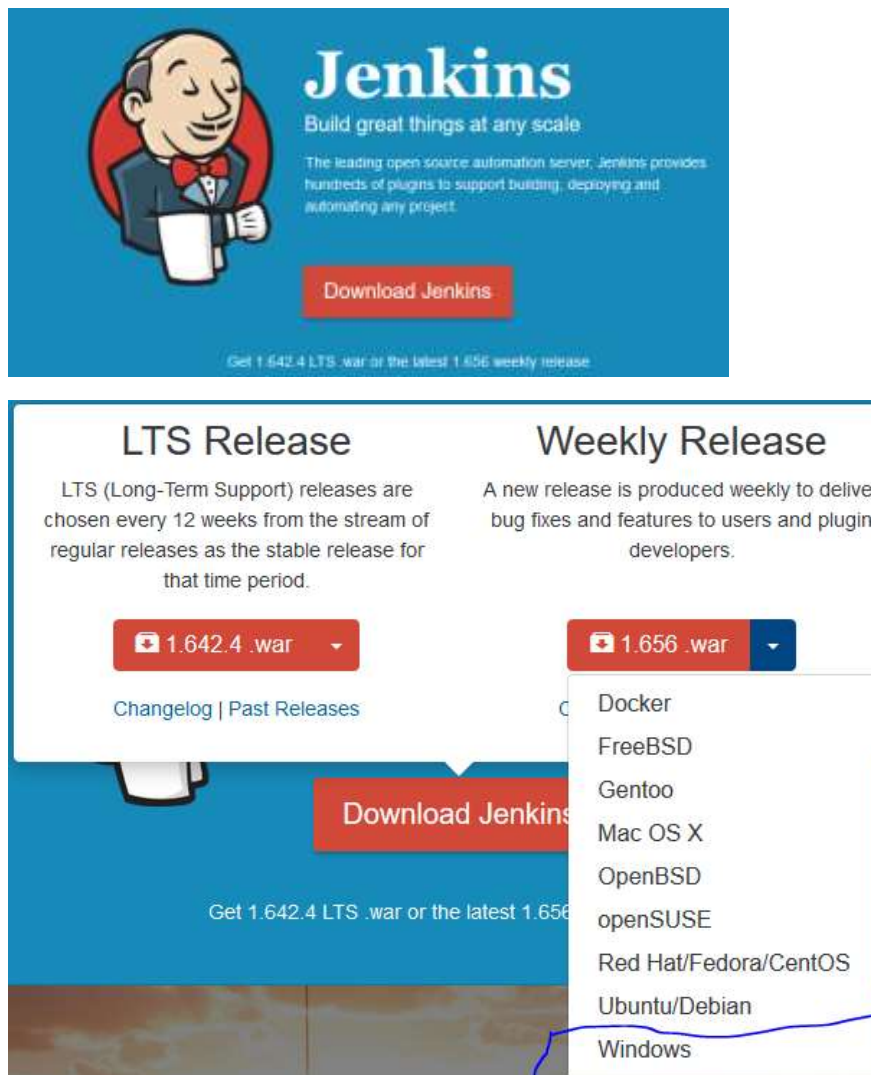 Jenkins
Build great things at any scale
The leading open source automation server, Jenkins provides
hundreds of plugins to support building, deploying and
automating any project.
Download Jenkins
Get 1.642.4 LTS .war or the latest 1.656 weekly release
LTS Release
LTS (Long-Term Support) releases are
chosen every 12 weeks from the stream of
regular releases as the stable release for
that time period.
1.642.4 .war
Changelog | Past Releases
Weekly Release
A new release is produced weekly to delive
bug fixes and features to users and plugin
developers.
1.656 .war
C
Docker
FreeBSD
Gentoo
Mac OS X
OpenBSD
openSUSE
Red Hat/Fedora/CentOS
Ubuntu/Debian
Windows
Download Jenkins
Get 1.642.4 LTS .war or the latest 1.656